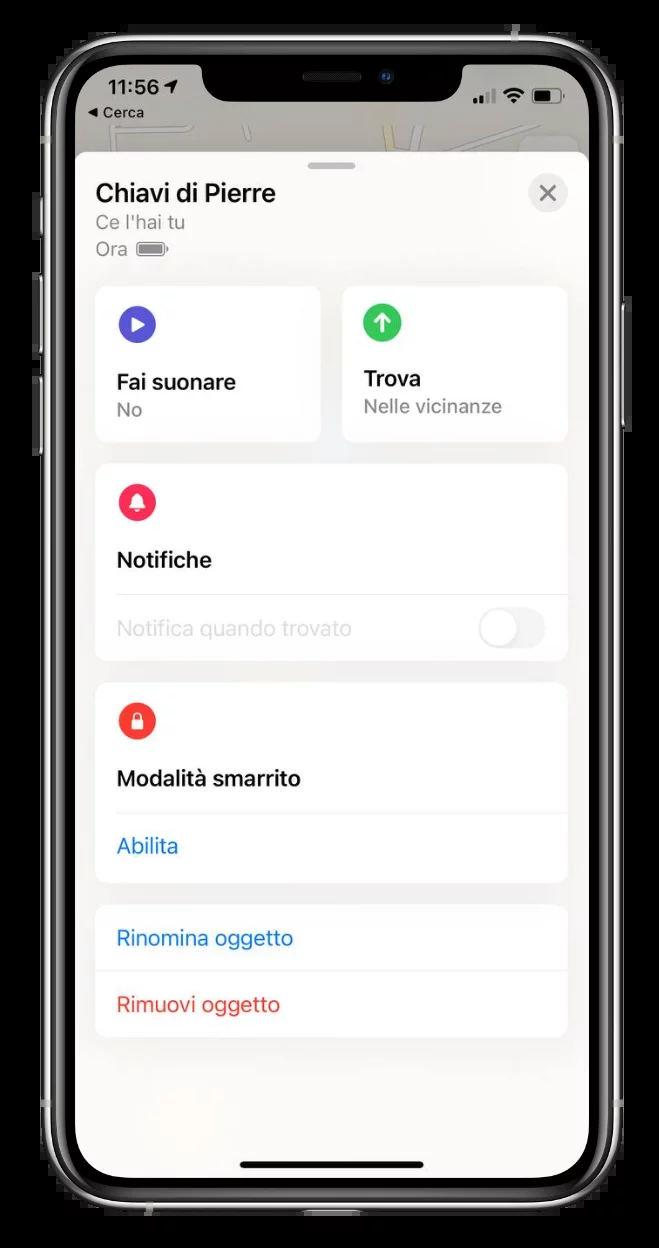 11:56
◀ Cerca
Chiavi di Pierre
Ce l'hai tu
Ora
Fai suonare
No
Trova
Nelle vicinanze
Notifiche
Notifica quando trovato
Modalità smarrito
Abilita
Rinomina oggetto
Rimuovi oggetto